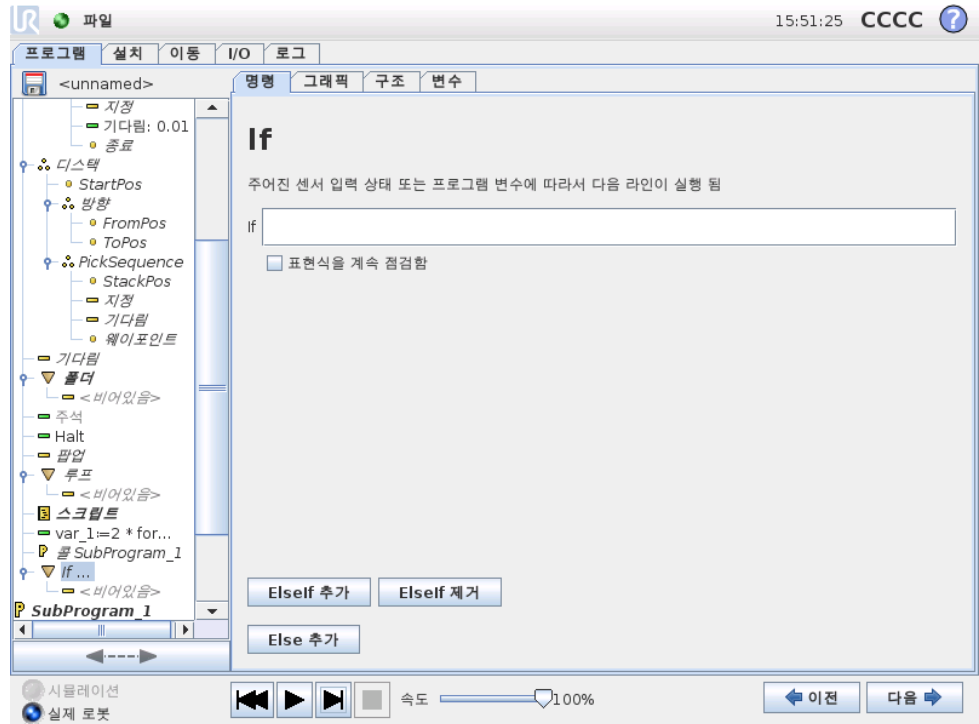 UR 파일 15:51:25 CCCC ?
프로그램 설치 이동 I/O 로그
<unnamed>
명령 그래픽 구조 변수
지정
기다림: 0.01
종료
디스택
StartPos
방향
FromPos
ToPos
PickSequence
StackPos
지정
기다림
웨이포인트
기다림
폴더
<비어있음>
주석
Halt
팝업
루프
<비어있음>
스크립트
var_1:=2 * for...
콜 SubProgram_1
If ...
<비어있음>
SubProgram_1
If
주어진 센서 입력 상태 또는 프로그램 변수에 따라서 다음 라인이 실행 됨
If
표현식을 계속 점검함
ElseIf 추가 ElseIf 제거
Else 추가
시뮬레이션
실제 로봇
속도 100%
이전 다음